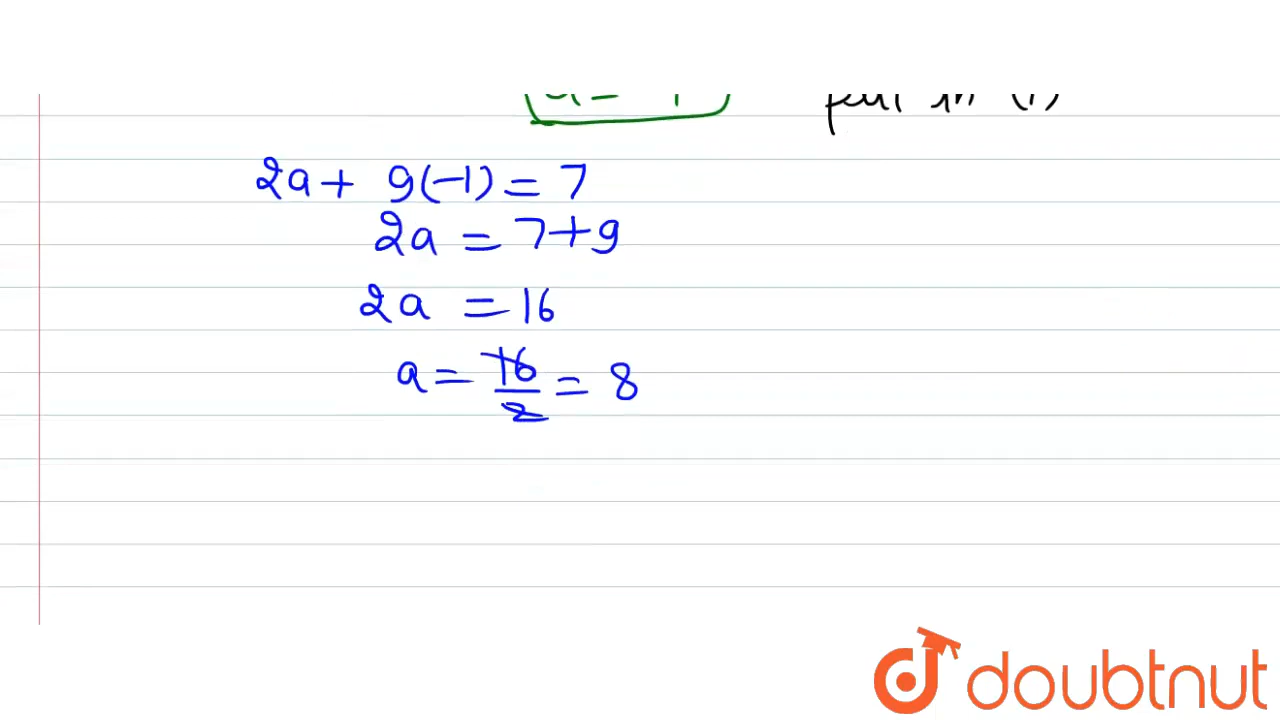 2a + 9(-1) = 7
2a = 7+9
2a = 16
a = 16/2 = 8
doubtnut